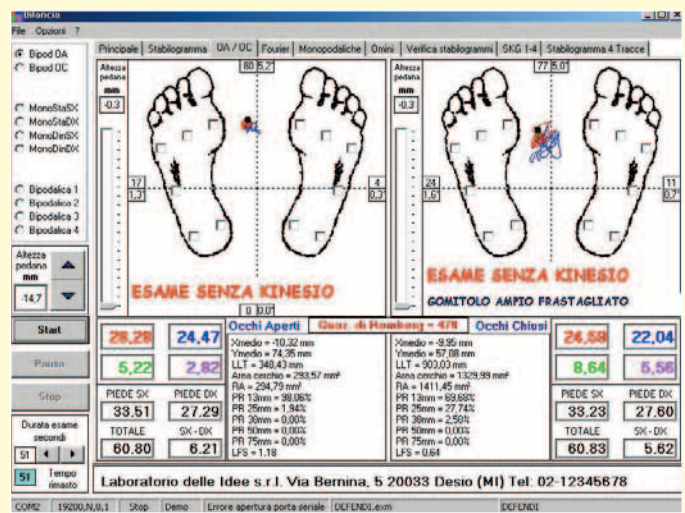 Bilancia
File Opzioni ?
Bipod OA
Bipod OC
MonoStaSX
MonoStaDX
MonoDinSX
MonoDinDX
Bipodalica 1
Bipodalica 2
Bipodalica 3
Bipodalica 4
Altezza
pedana
mm
-14,7
Start
Pausa
Stop
Durata esame
secondi
51
51 Tempo
rimasto
Principale Stabilogramma OA / OC Fourier Monopodaliche Omini Verifica stabilogrammi SKG 1-4 Stabilogramma 4 Tracce
Altezza
pedana
mm
-0.3
80 5,2°
17
1,3°
4
0,3°
ESAME SENZA KINESIO
0 0,0°
Altezza
pedana
mm
-0.3
77 5,0°
24
1,6°
11
0,7°
ESAME SENZA KINESIO
GOMITOLO AMPIO FRASTAGLIATO
28,28 24,47
5,22 2,82
PIEDE SX PIEDE DX
33.51 27.29
TOTALE SX - DX
60.80 6.21
Occhi Aperti Quoz. di Romberg = 478 Occhi Chiusi
Xmedio = -10,32 mm
Ymedio = 74,35 mm
LLT = 348,43 mm
Area cerchio = 293,57 mm²
RA = 294,79 mm²
PR 13mm = 98,06%
PR 25mm = 1,94%
PR 38mm = 0,00%
PR 50mm = 0,00%
PR 75mm = 0,00%
LFS = 1.18
Xmedio = -9,95 mm
Ymedio = 57,08 mm
LLT = 903,03 mm
Area cerchio = 1329,99 mm²
RA = 1411,45 mm²
PR 13mm = 69,68%
PR 25mm = 27,74%
PR 38mm = 2,58%
PR 50mm = 0,00%
PR 75mm = 0,00%
LFS = 0.64
24,58 22,04
8,64 5,56
PIEDE SX PIEDE DX
33.23 27.60
TOTALE SX - DX
60.83 5.62
Laboratorio delle Idee s.r.l. Via Bernina, 5 20033 Desio (MI) Tel: 02-12345678
COM2 19200,N,8,1 Stop Demo Errore apertura porta seriale DEFENDI.exm DEFENDI